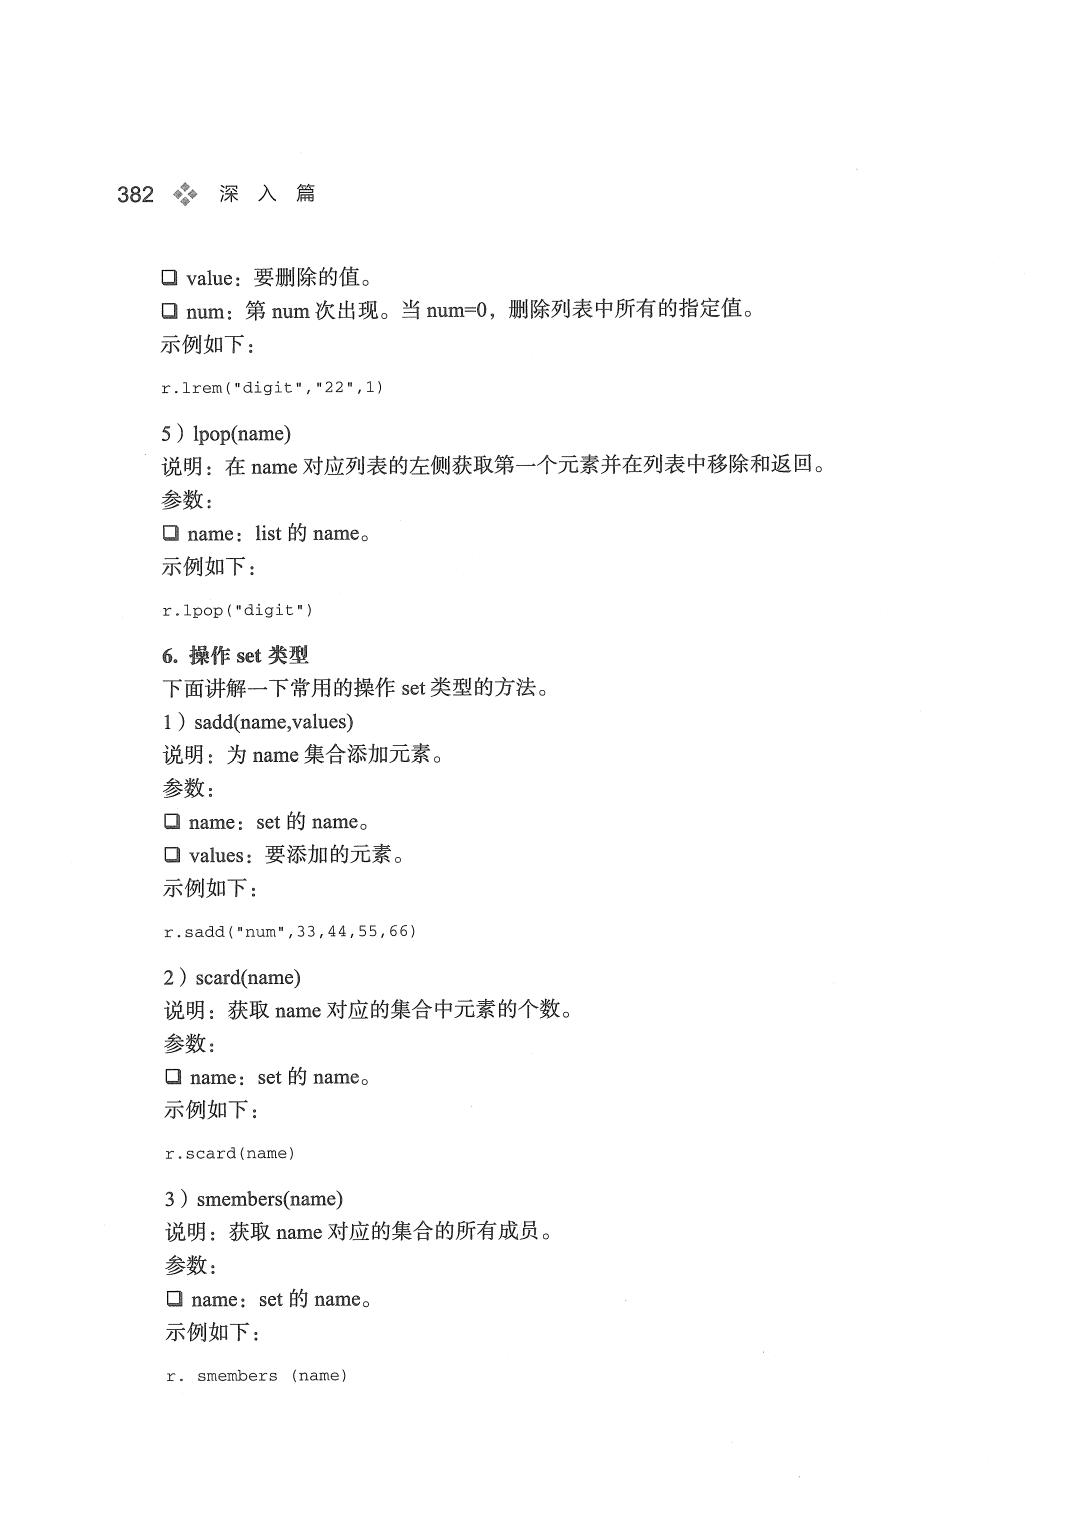 382 深入篇
❏ value：要删除的值。
❏ num：第 num 次出现。当 num=0，删除列表中所有的指定值。
示例如下：
r.lrem("digit","22",1)
5）lpop(name)
说明：在 name 对应列表的左侧获取第一个元素并在列表中移除和返回。
参数：
❏ name：list 的 name。
示例如下：
r.lpop("digit")
6. 操作 set 类型
下面讲解一下常用的操作 set 类型的方法。
1）sadd(name,values)
说明：为 name 集合添加元素。
参数：
❏ name：set 的 name。
❏ values：要添加的元素。
示例如下：
r.sadd("num",33,44,55,66)
2）scard(name)
说明：获取 name 对应的集合中元素的个数。
参数：
❏ name：set 的 name。
示例如下：
r.scard(name)
3）smembers(name)
说明：获取 name 对应的集合的所有成员。
参数：
❏ name：set 的 name。
示例如下：
r. smembers (name)